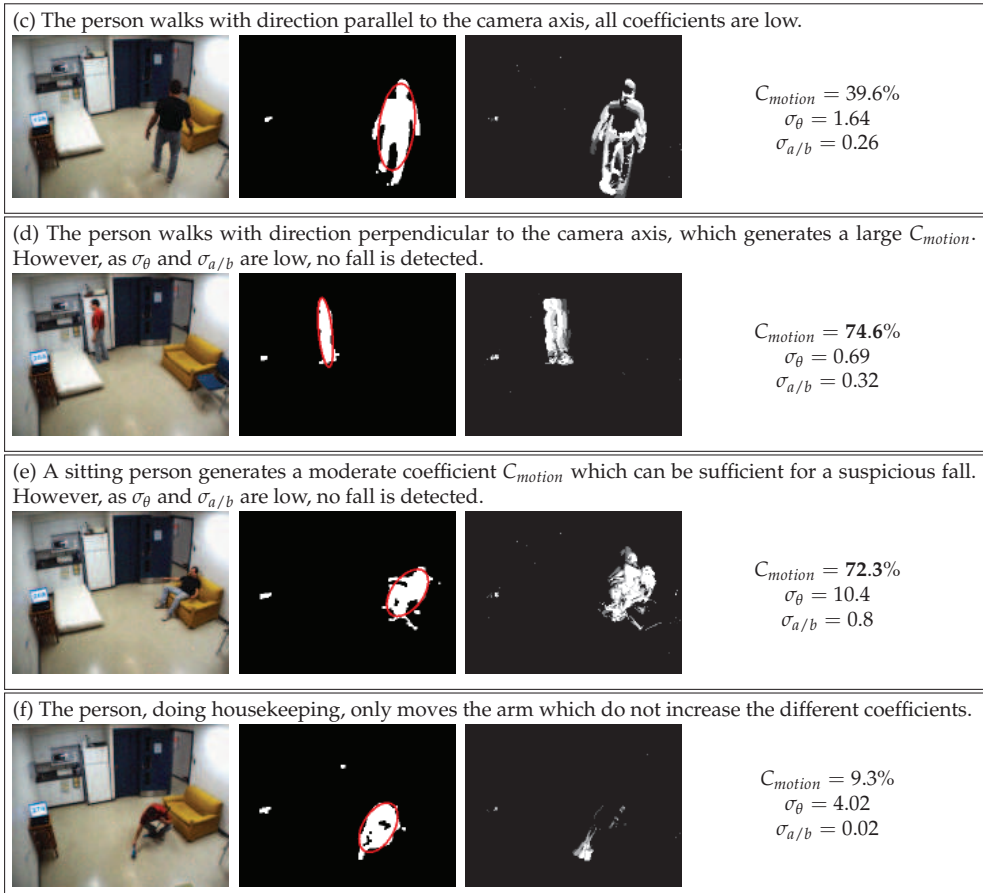 (c) The person walks with direction parallel to the camera axis, all coefficients are low.
C_motion = 39.6%
σ_θ = 1.64
σ_a/b = 0.26
(d) The person walks with direction perpendicular to the camera axis, which generates a large C_motion.
However, as σ_θ and σ_a/b are low, no fall is detected.
C_motion = 74.6%
σ_θ = 0.69
σ_a/b = 0.32
(e) A sitting person generates a moderate coefficient C_motion which can be sufficient for a suspicious fall.
However, as σ_θ and σ_a/b are low, no fall is detected.
C_motion = 72.3%
σ_θ = 10.4
σ_a/b = 0.8
(f) The person, doing housekeeping, only moves the arm which do not increase the different coefficients.
C_motion = 9.3%
σ_θ = 4.02
σ_a/b = 0.02